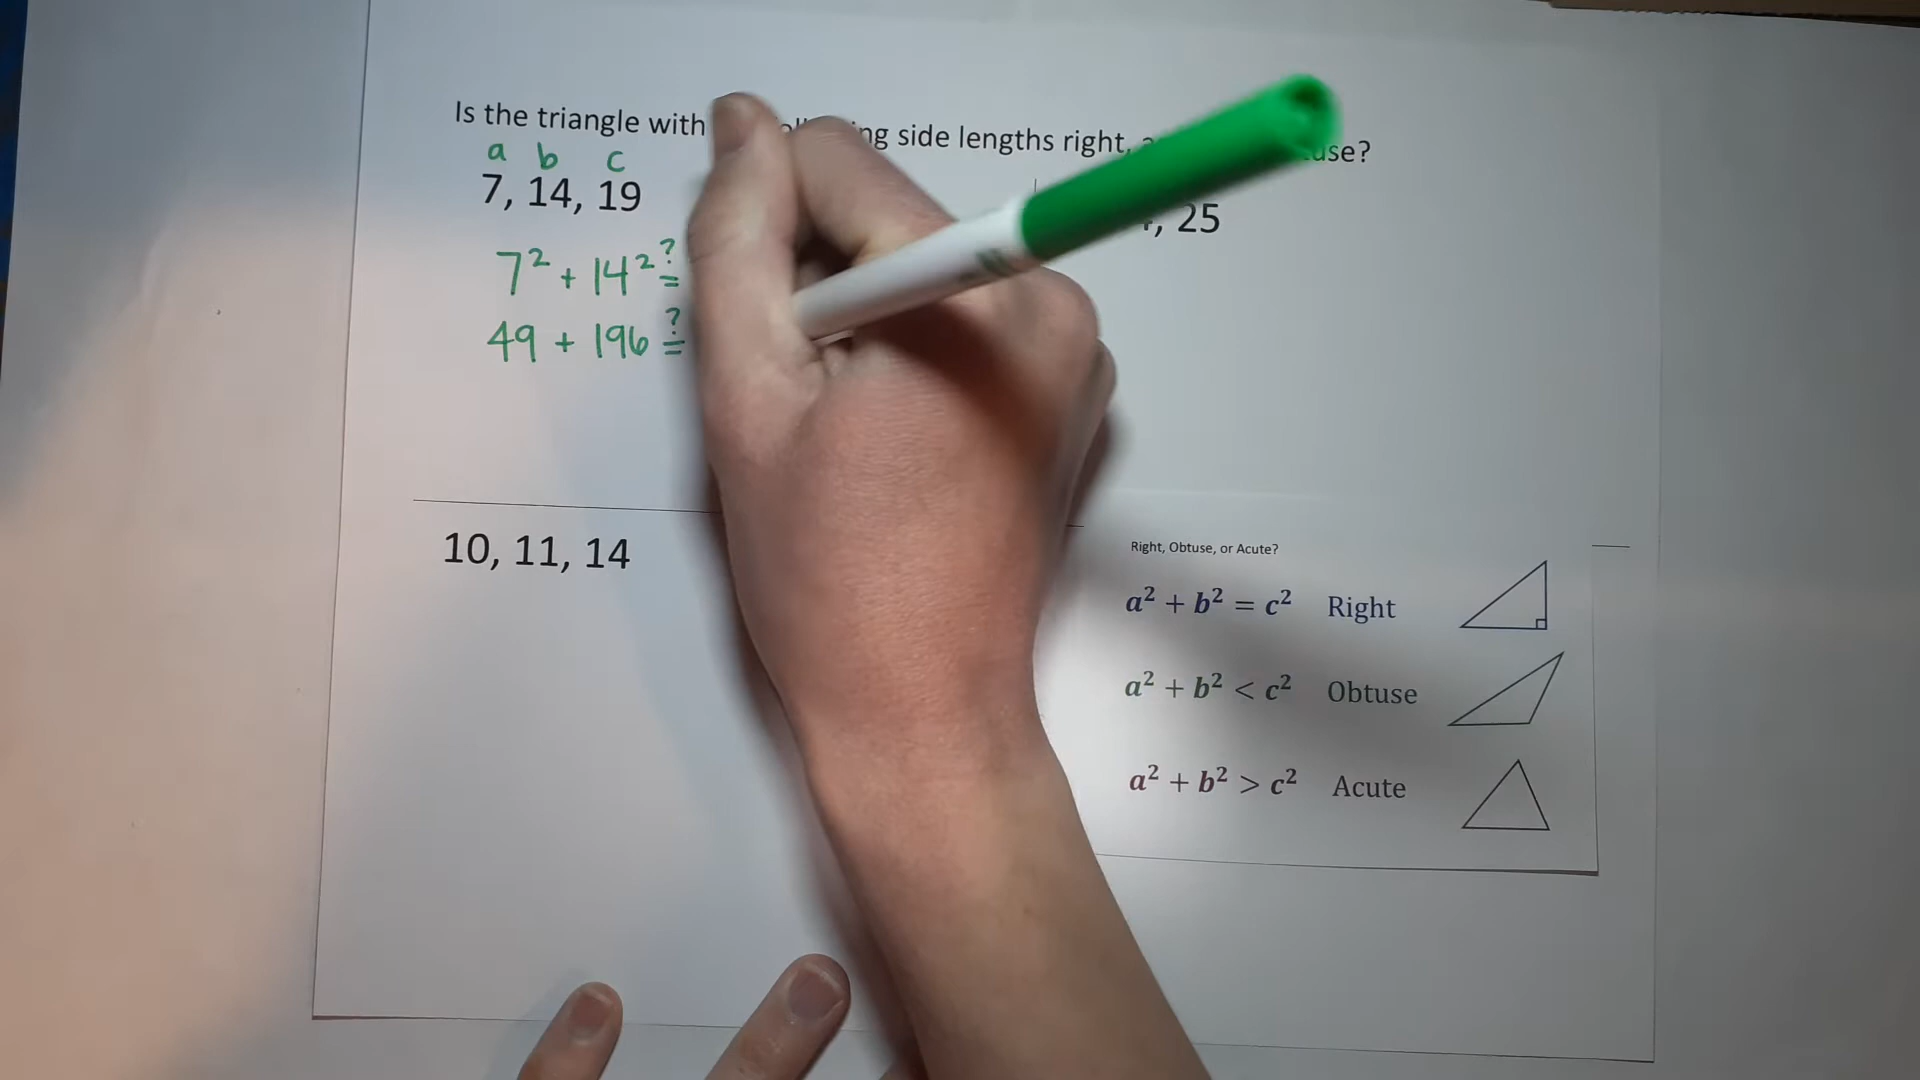 Is the triangle with ing side lengths right, use?
a b c
7, 14, 19
, 25
7² + 14² ≟
49 + 196 ≟
10, 11, 14
Right, Obtuse, or Acute?
a² + b² = c² Right
a² + b² < c² Obtuse
a² + b² > c² Acute